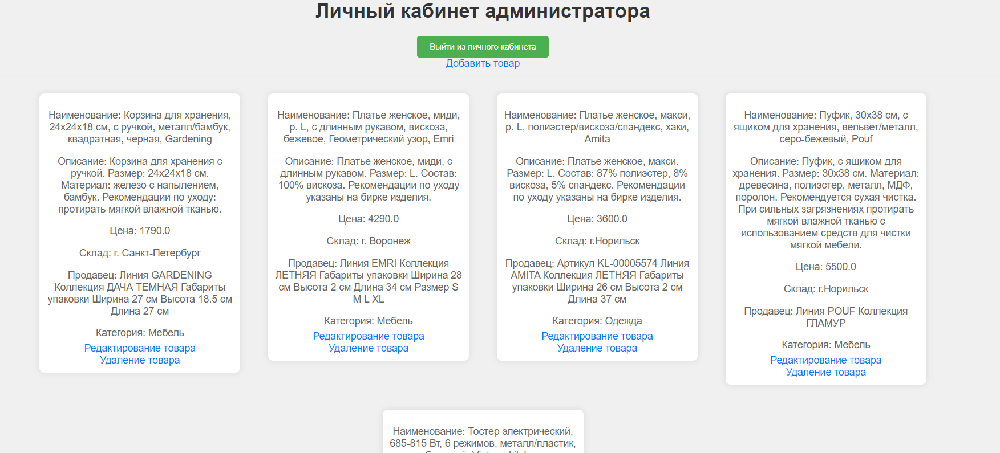 Личный кабинет администратора
Выйти из личного кабинета
Добавить товар
Наименование: Корзина для хранения,
24х24х18 см, с ручкой, металл/бамбук,
квадратная, черная, Gardening
Описание: Корзина для хранения с
ручкой. Размер: 24х24х18 см.
Материал: железо с напылением,
бамбук. Рекомендации по уходу:
протирать мягкой влажной тканью.
Цена: 1790.0
Склад: г. Санкт-Петербург
Продавец: Линия GARDENING
Коллекция ДАЧА ТЕМНАЯ Габариты
упаковки Ширина 27 см Высота 18.5 см
Длина 27 см
Категория: Мебель
Редактирование товара
Удаление товара
Наименование: Платье женское, миди,
р. L, с длинным рукавом, вискоза,
бежевое, Геометрический узор, Emri
Описание: Платье женское, миди, с
длинным рукавом. Размер: L. Состав:
100% вискоза. Рекомендации по уходу
указаны на бирке изделия.
Цена: 4290.0
Склад: г. Воронеж
Продавец: Линия EMRI Коллекция
ЛЕТНЯЯ Габариты упаковки Ширина 28
см Высота 2 см Длина 34 см Размер S
M L XL
Категория: Мебель
Редактирование товара
Удаление товара
Наименование: Платье женское, макси,
р. L, полиэстер/вискоза/спандекс, хаки,
Amita
Описание: Платье женское, макси.
Размер: L. Состав: 87% полиэстер, 8%
вискоза, 5% спандекс. Рекомендации
по уходу указаны на бирке изделия.
Цена: 3600.0
Склад: г.Норильск
Продавец: Артикул KL-00005574 Линия
AMITA Коллекция ЛЕТНЯЯ Габариты
упаковки Ширина 26 см Высота 2 см
Длина 37 см
Категория: Одежда
Редактирование товара
Удаление товара
Наименование: Пуфик, 30х38 см, с
ящиком для хранения, вельвет/металл,
серо-бежевый, Pouf
Описание: Пуфик, с ящиком для
хранения. Размер: 30х38 см. Материал:
древесина, полиэстер, металл, МДФ,
поролон. Рекомендуется сухая чистка.
При сильных загрязнениях протирать
мягкой влажной тканью с
использованием средств для чистки
мягкой мебели.
Цена: 5500.0
Склад: г.Норильск
Продавец: Линия POUF Коллекция
ГЛАМУР
Категория: Мебель
Редактирование товара
Удаление товара
Наименование: Тостер электрический,
685-815 Вт, 6 режимов, металл/пластик,